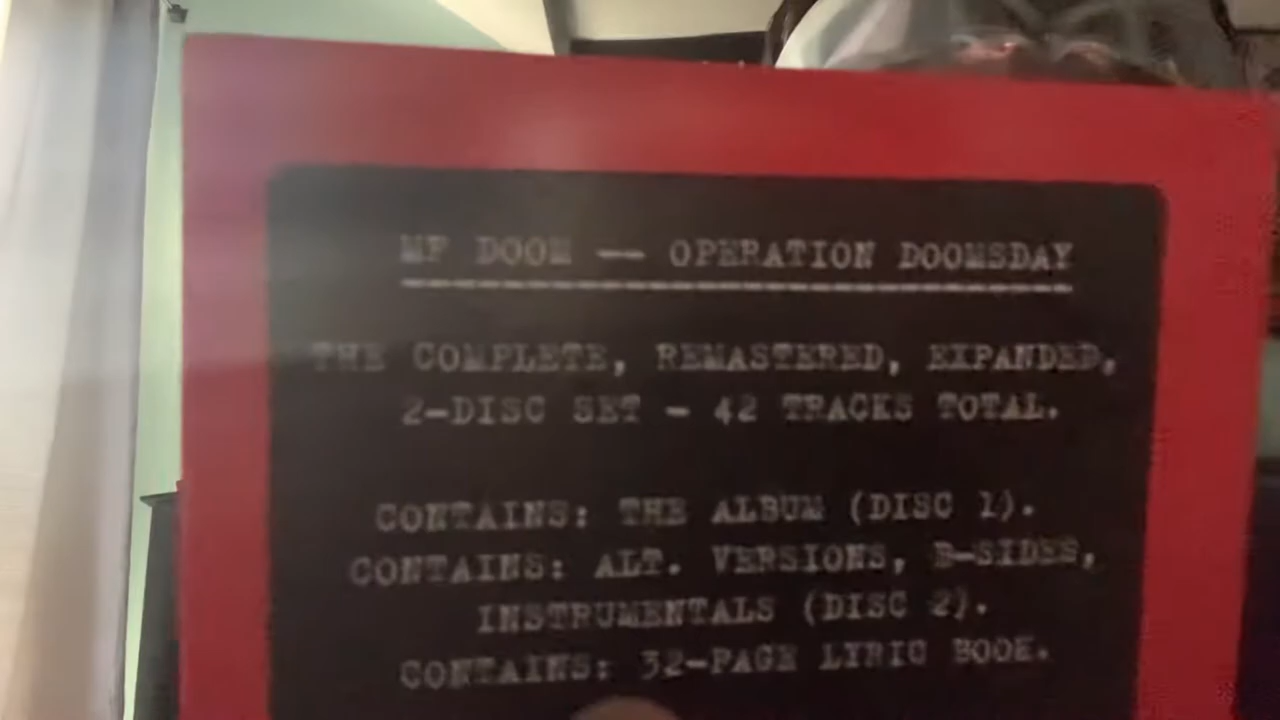 MF DOOM — OPERATION DOOMSDAY
THE COMPLETE, REMASTERED, EXPANDED,
2-DISC SET - 42 TRACKS TOTAL.
CONTAINS: THE ALBUM (DISC 1).
CONTAINS: ALT. VERSIONS, B-SIDES,
INSTRUMENTALS (DISC 2).
CONTAINS: 32-PAGE LYRIC BOOK.